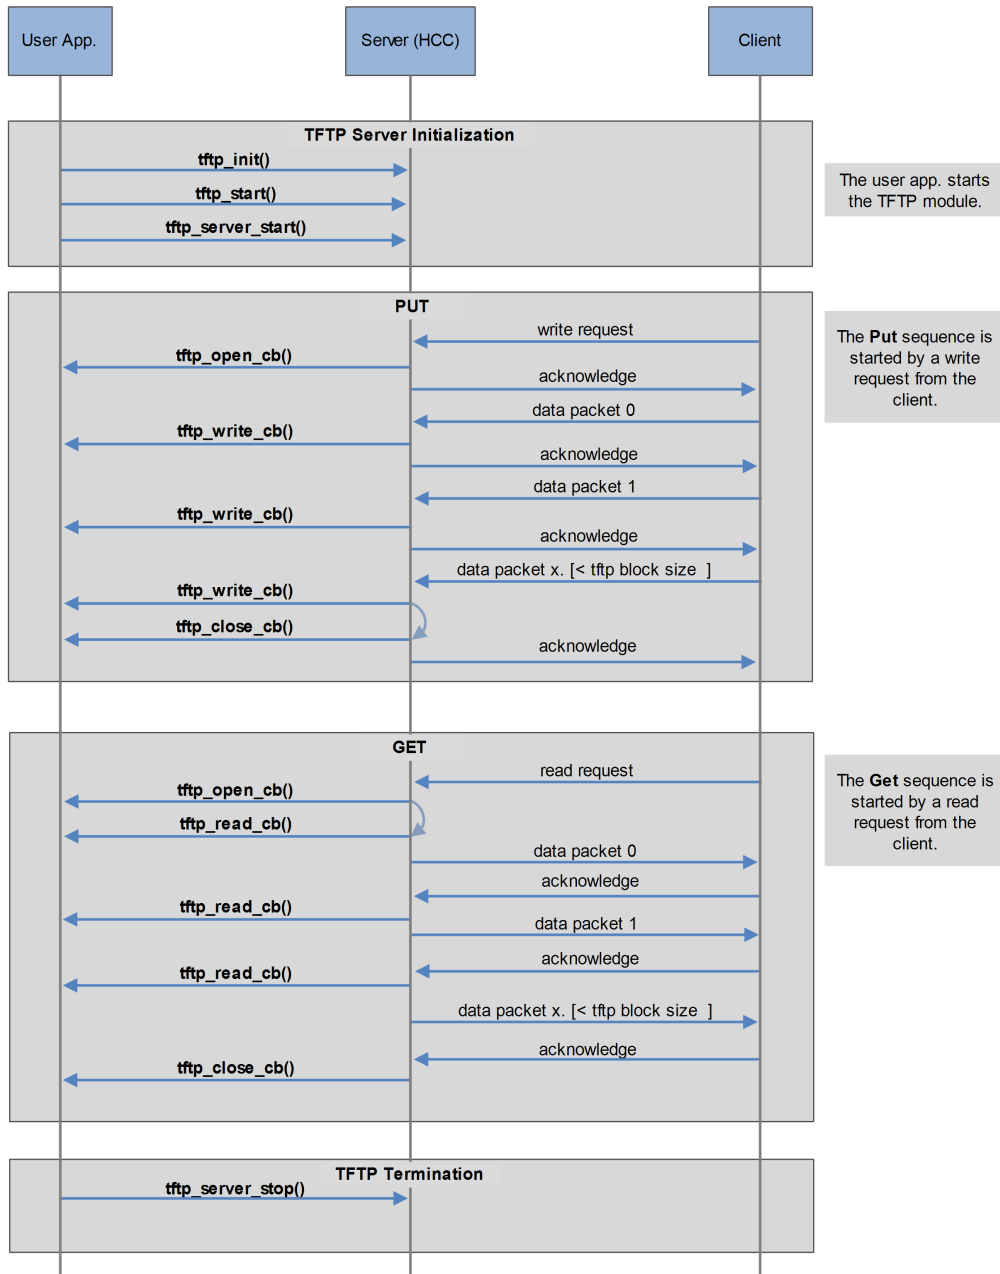 User App.
Server (HCC)
Client
TFTP Server Initialization
tftp_init()
tftp_start()
tftp_server_start()
The user app. starts
the TFTP module.
PUT
write request
tftp_open_cb()
acknowledge
data packet 0
tftp_write_cb()
acknowledge
data packet 1
tftp_write_cb()
acknowledge
data packet x. [< tftp block size ]
tftp_write_cb()
tftp_close_cb()
acknowledge
The Put sequence is
started by a write
request from the
client.
GET
read request
tftp_open_cb()
tftp_read_cb()
data packet 0
acknowledge
tftp_read_cb()
data packet 1
acknowledge
tftp_read_cb()
data packet x. [< tftp block size ]
acknowledge
tftp_close_cb()
The Get sequence is
started by a read
request from the
client.
TFTP Termination
tftp_server_stop()